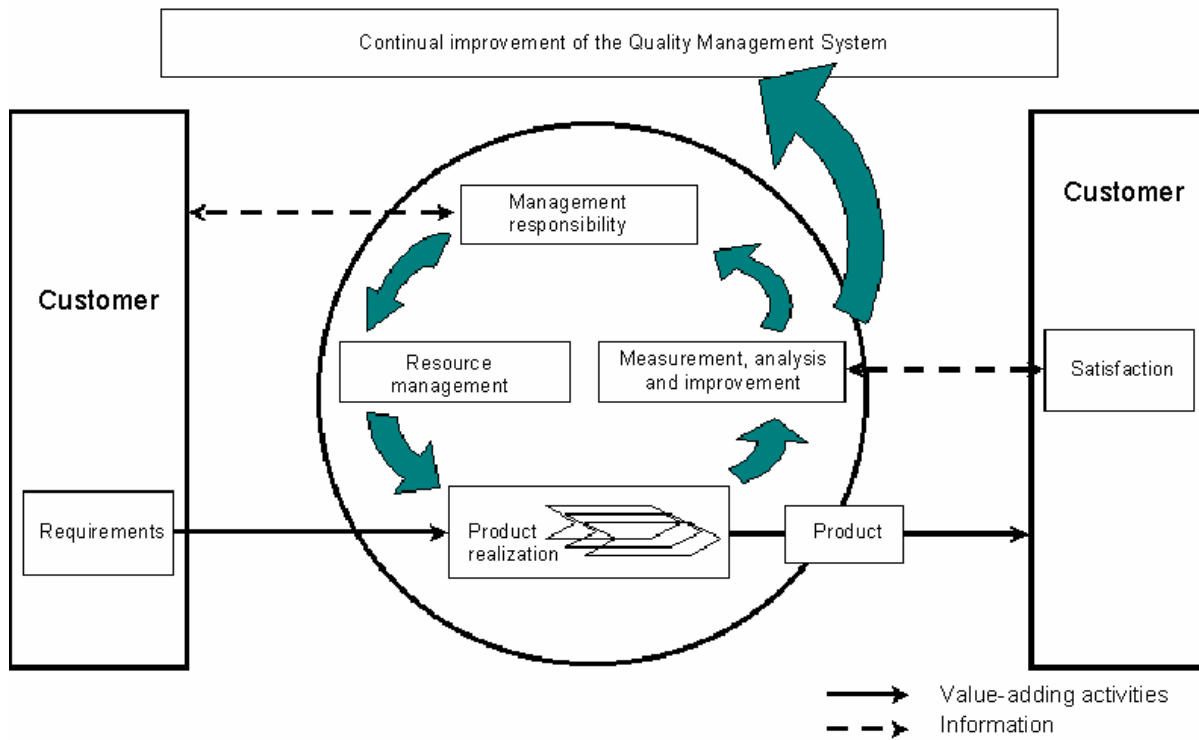 Continual improvement of the Quality Management System
Customer
Requirements
Management
responsibility
Resource
management
Measurement, analysis
and improvement
Product
realization
Product
Customer
Satisfaction
Value-adding activities
Information